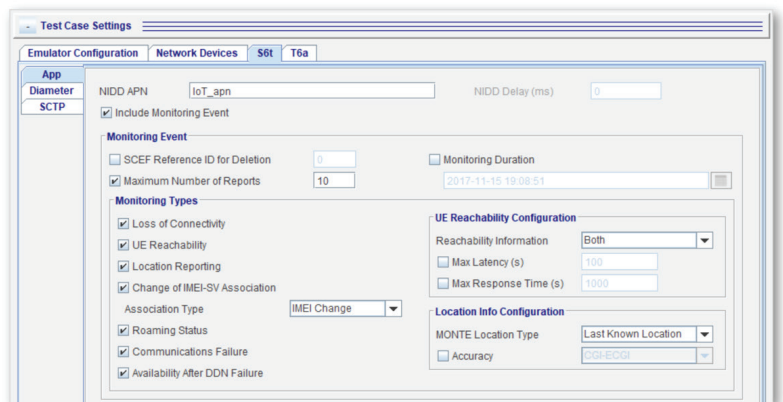 - Test Case Settings
Emulator Configuration Network Devices S6t T6a
App
Diameter
SCTP
NIDD APN IoT_apn NIDD Delay (ms) 0
Include Monitoring Event
Monitoring Event
SCEF Reference ID for Deletion 0 Monitoring Duration
Maximum Number of Reports 10 2017-11-15 19:08:51
Monitoring Types
Loss of Connectivity
UE Reachability
Location Reporting
Change of IMEI-SV Association
Association Type IMEI Change
Roaming Status
Communications Failure
Availability After DDN Failure
UE Reachability Configuration
Reachability Information Both
Max Latency (s) 100
Max Response Time (s) 1000
Location Info Configuration
MONTE Location Type Last Known Location
Accuracy CGI-ECGI